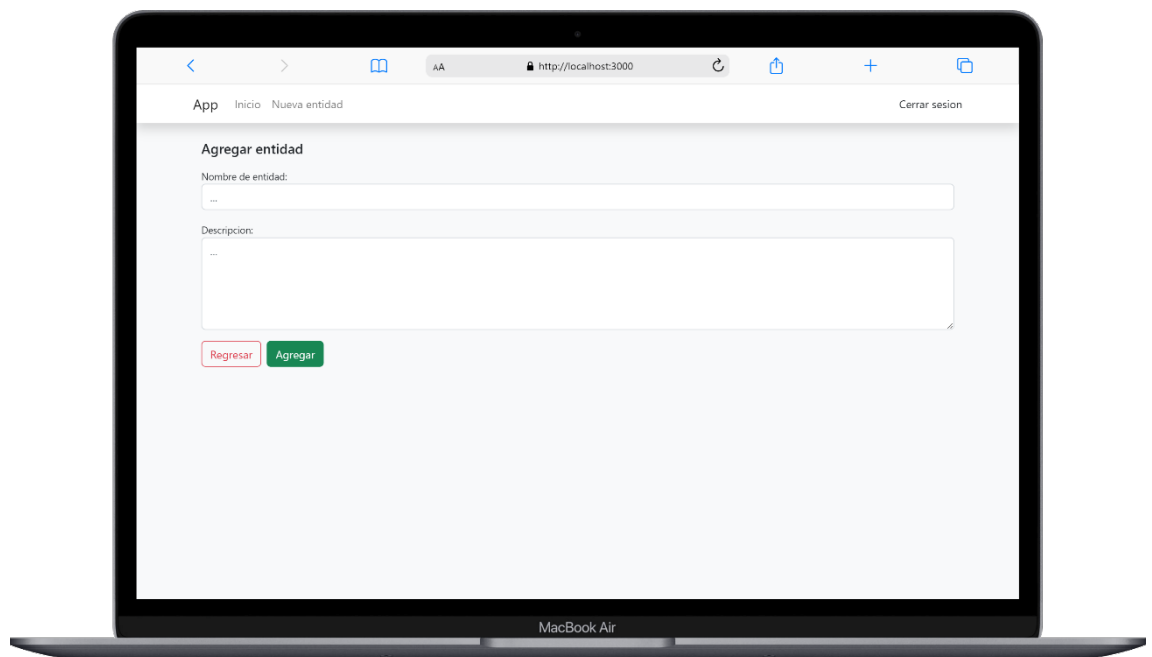 AA http://localhost:3000
App Inicio Nueva entidad Cerrar sesion
Agregar entidad
Nombre de entidad:
...
Descripcion:
...
Regresar Agregar
MacBook Air